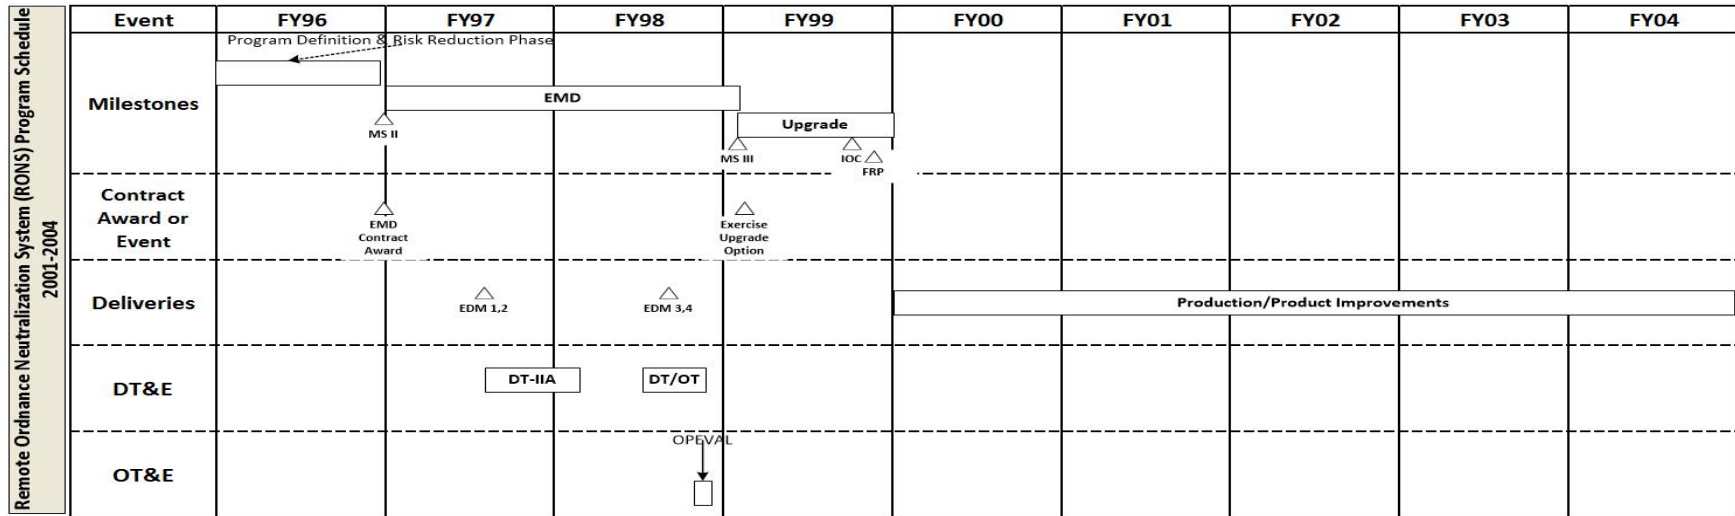 Remote Ordnance Neutralization System (RONS) Program Schedule
2001-2004
Event FY96 FY97 FY98 FY99 FY00 FY01 FY02 FY03 FY04
Program Definition & Risk Reduction Phase
Milestones
EMD
Upgrade
MS II
MS III
IOC
FRP
Contract
Award or
Event
EMD
Contract
Award
Exercise
Upgrade
Option
Deliveries
EDM 1,2
EDM 3,4
Production/Product Improvements
DT&E
DT-IIA
DT/OT
OT&E
OPEVAL